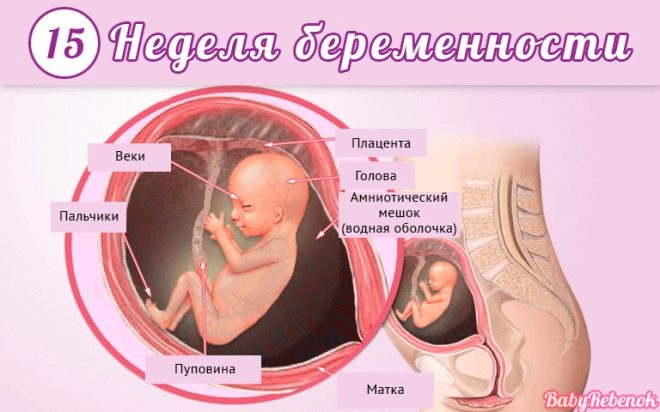 15 Неделя беременности
Плацента
Веки
Голова
Амниотический
мешок
(водная оболочка)
Пальчики
Пуповина
Матка
BabyRebenok